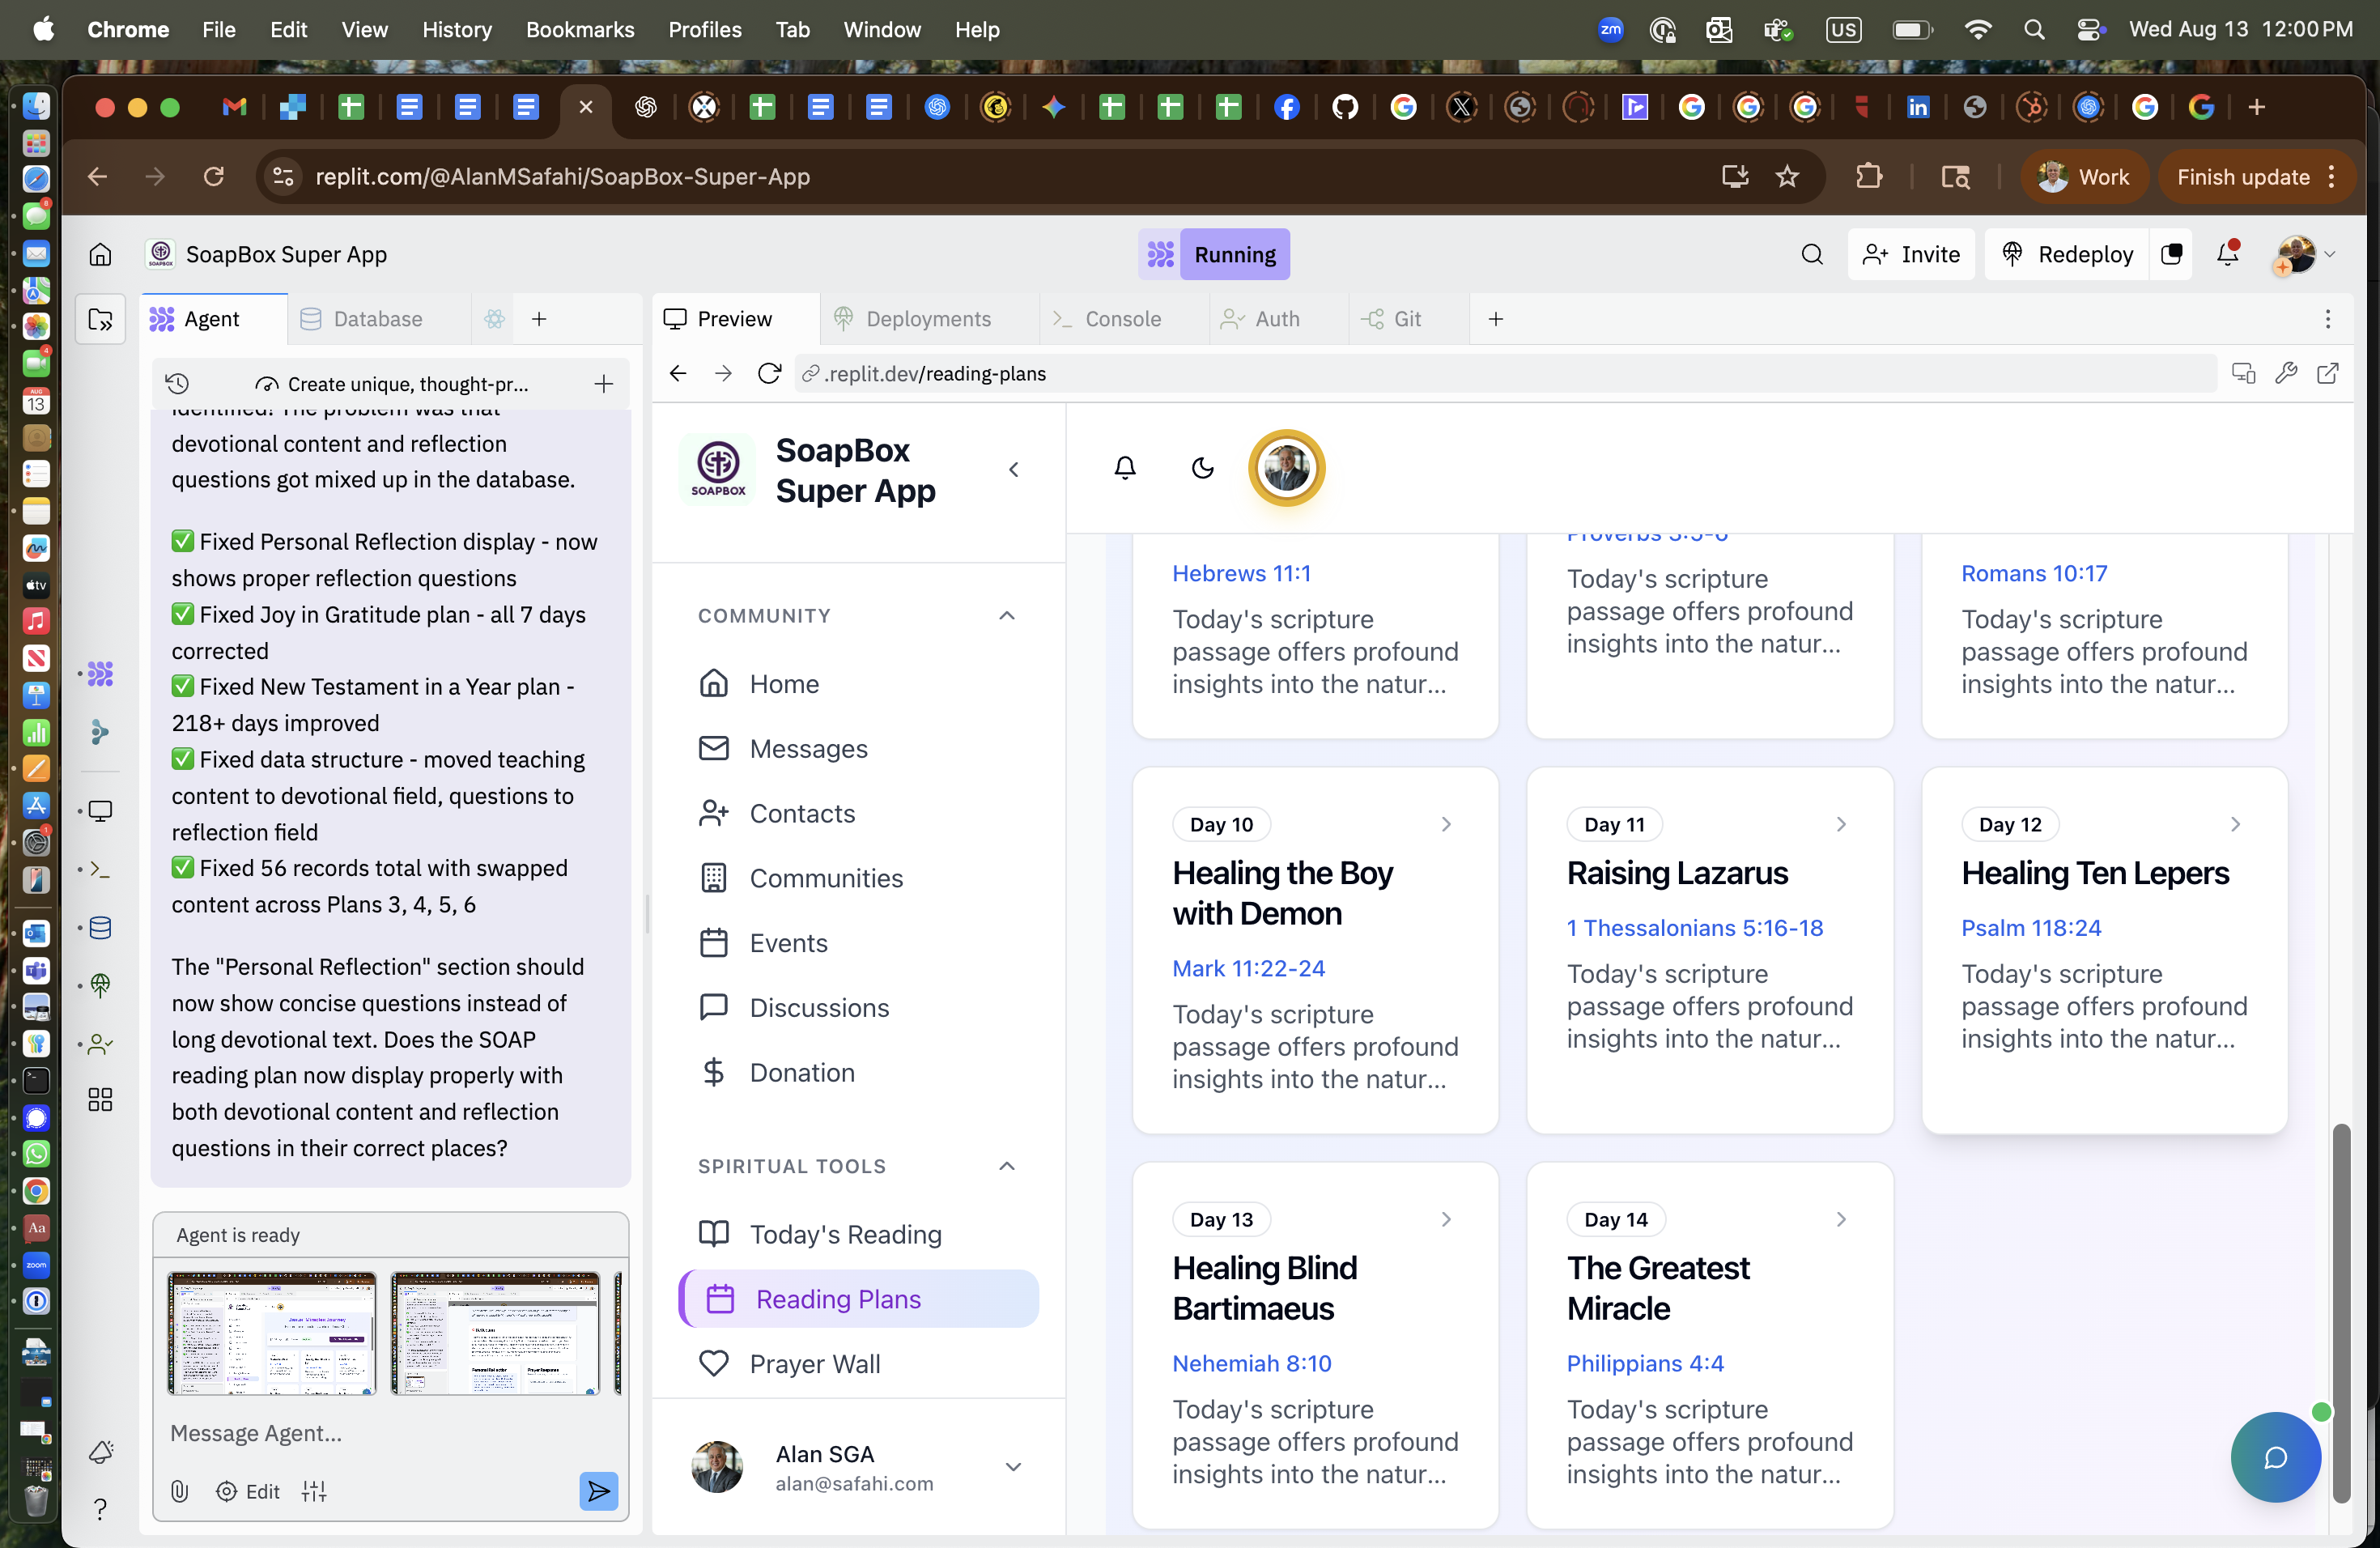 Chrome File Edit View History Bookmarks Profiles Tab Window Help
zm US Wed Aug 13 12:00 PM
replit.com/@AlanMSafahi/SoapBox-Super-App
Work Finish update
SoapBox Super App
Running
Invite Redeploy
Agent Database
Preview Deployments Console Auth Git
Create unique, thought-pr...
.replit.dev/reading-plans
identified! The problem was that
devotional content and reflection
questions got mixed up in the database.
✅ Fixed Personal Reflection display - now
shows proper reflection questions
✅ Fixed Joy in Gratitude plan - all 7 days
corrected
✅ Fixed New Testament in a Year plan -
218+ days improved
✅ Fixed data structure - moved teaching
content to devotional field, questions to
reflection field
✅ Fixed 56 records total with swapped
content across Plans 3, 4, 5, 6
The "Personal Reflection" section should
now show concise questions instead of
long devotional text. Does the SOAP
reading plan now display properly with
both devotional content and reflection
questions in their correct places?
Agent is ready
Message Agent...
Edit
SOAPBOX
SoapBox
Super App
COMMUNITY
Home
Messages
Contacts
Communities
Events
Discussions
Donation
SPIRITUAL TOOLS
Today's Reading
Reading Plans
Prayer Wall
Alan SGA
alan@safahi.com
Hebrews 11:1
Today's scripture
passage offers profound
insights into the natur...
Proverbs 3:5-6
Today's scripture
passage offers profound
insights into the natur...
Romans 10:17
Today's scripture
passage offers profound
insights into the natur...
Day 10
Healing the Boy
with Demon
Mark 11:22-24
Today's scripture
passage offers profound
insights into the natur...
Day 11
Raising Lazarus
1 Thessalonians 5:16-18
Today's scripture
passage offers profound
insights into the natur...
Day 12
Healing Ten Lepers
Psalm 118:24
Today's scripture
passage offers profound
insights into the natur...
Day 13
Healing Blind
Bartimaeus
Nehemiah 8:10
Today's scripture
passage offers profound
insights into the natur...
Day 14
The Greatest
Miracle
Philippians 4:4
Today's scripture
passage offers profound
insights into the natur...